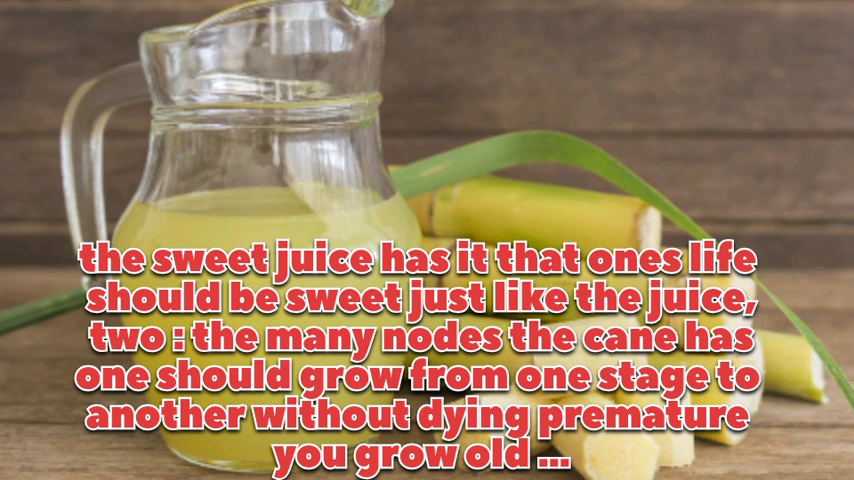 the sweet juice has it that ones life
should be sweet just like the juice,
two : the many nodes the cane has
one should grow from one stage to
another without dying premature
you grow old ...